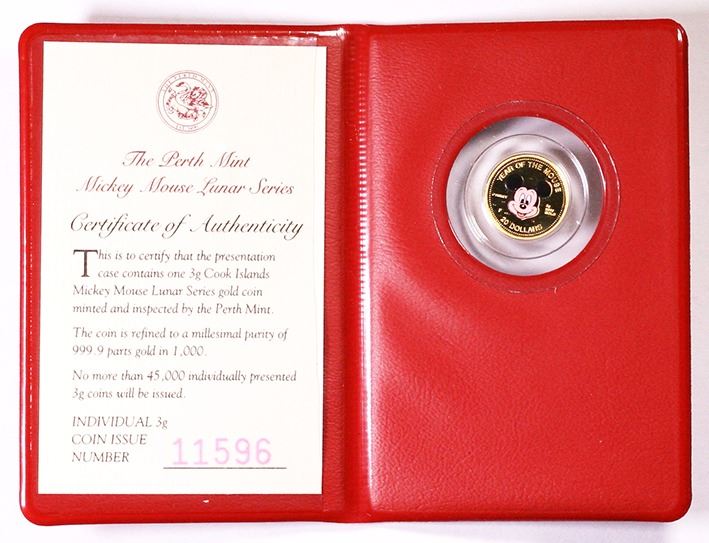 THE PERTH MINT
The Perth Mint
Mickey Mouse Lunar Series
Certificate of Authenticity
This is to certify that the presentation
case contains one 3g Cook Islands
Mickey Mouse Lunar Series gold coin
minted and inspected by the Perth Mint.
The coin is refined to a millesimal purity of
999.9 parts gold in 1,000.
No more than 45,000 individually presented
3g coins will be issued.
INDIVIDUAL 3g
COIN ISSUE
NUMBER 11596
YEAR OF THE MOUSE
20 DOLLARS